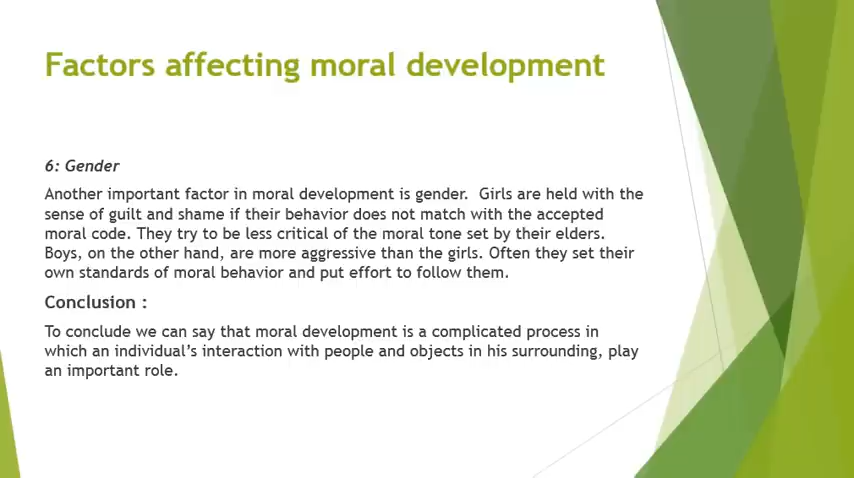 Factors affecting moral development
6: Gender
Another important factor in moral development is gender.  Girls are held with the
sense of guilt and shame if their behavior does not match with the accepted
moral code. They try to be less critical of the moral tone set by their elders.
Boys, on the other hand, are more aggressive than the girls. Often they set their
own standards of moral behavior and put effort to follow them.
Conclusion :
To conclude we can say that moral development is a complicated process in
which an individual’s interaction with people and objects in his surrounding, play
an important role.